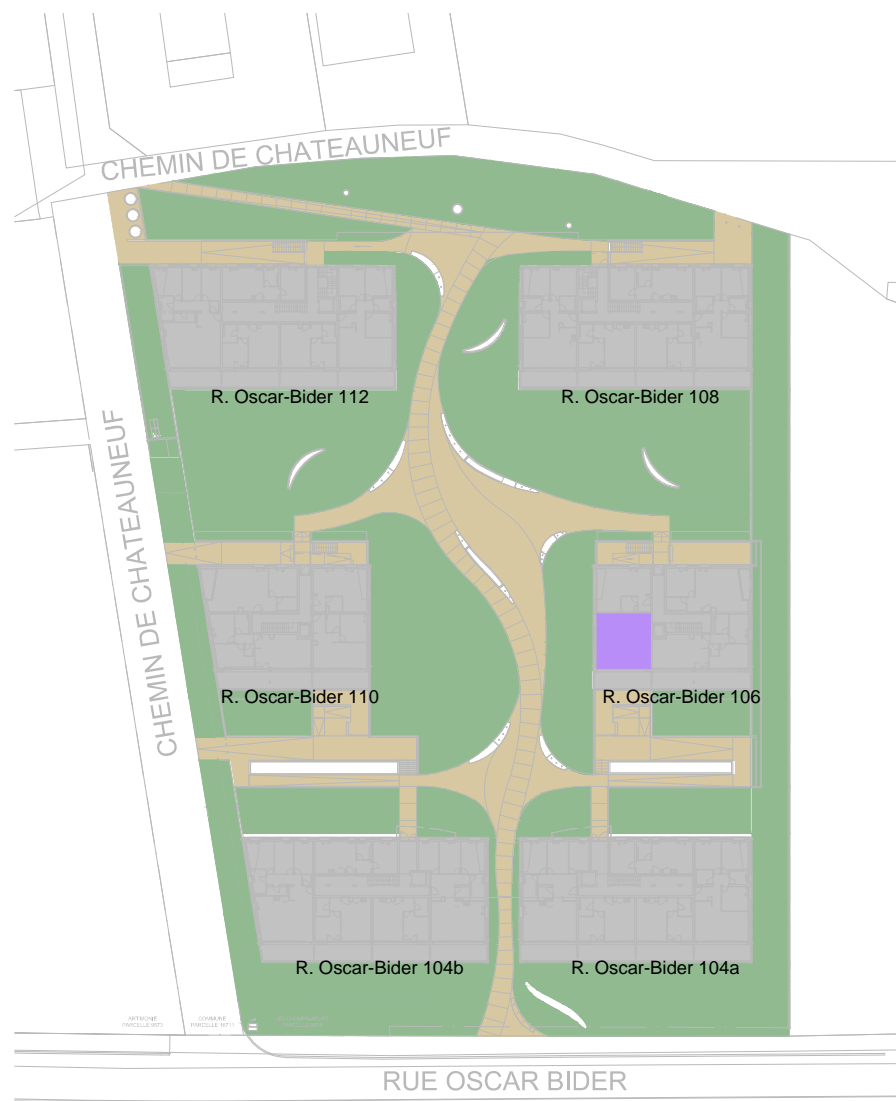 CHEMIN DE CHATEAUNEUF
R. Oscar-Bider 112
R. Oscar-Bider 108
CHEMIN DE CHATEAUNEUF
R. Oscar-Bider 110
R. Oscar-Bider 106
R. Oscar-Bider 104b
R. Oscar-Bider 104a
COMMUNE
RUE OSCAR BIDER